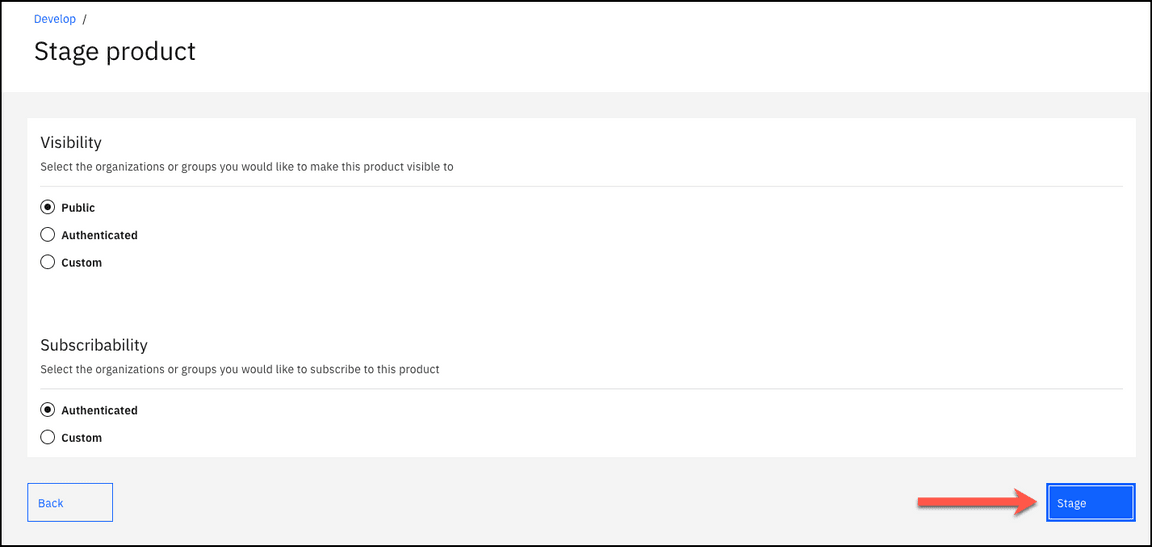 Develop /
Stage product
Visibility
Select the organizations or groups you would like to make this product visible to
Public
Authenticated
Custom
Subscribability
Select the organizations or groups you would like to subscribe to this product
Authenticated
Custom
Back
Stage